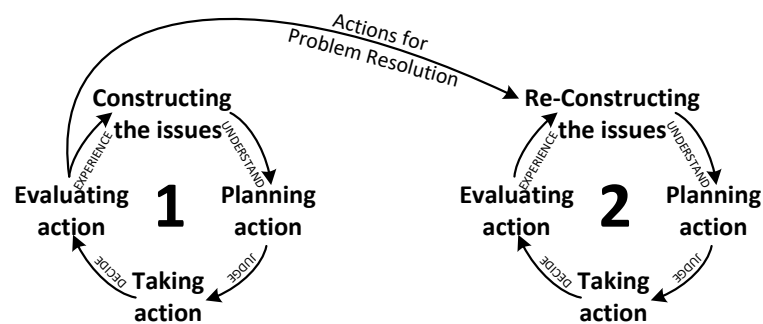 Actions for
Problem Resolution
Constructing
the issues
EXPERIENCE
UNDERSTAND
Evaluating
action
1
Planning
action
DECIDE
JUDGE
Taking
action
Re-Constructing
the issues
EXPERIENCE
UNDERSTAND
Evaluating
action
2
Planning
action
DECIDE
JUDGE
Taking
action